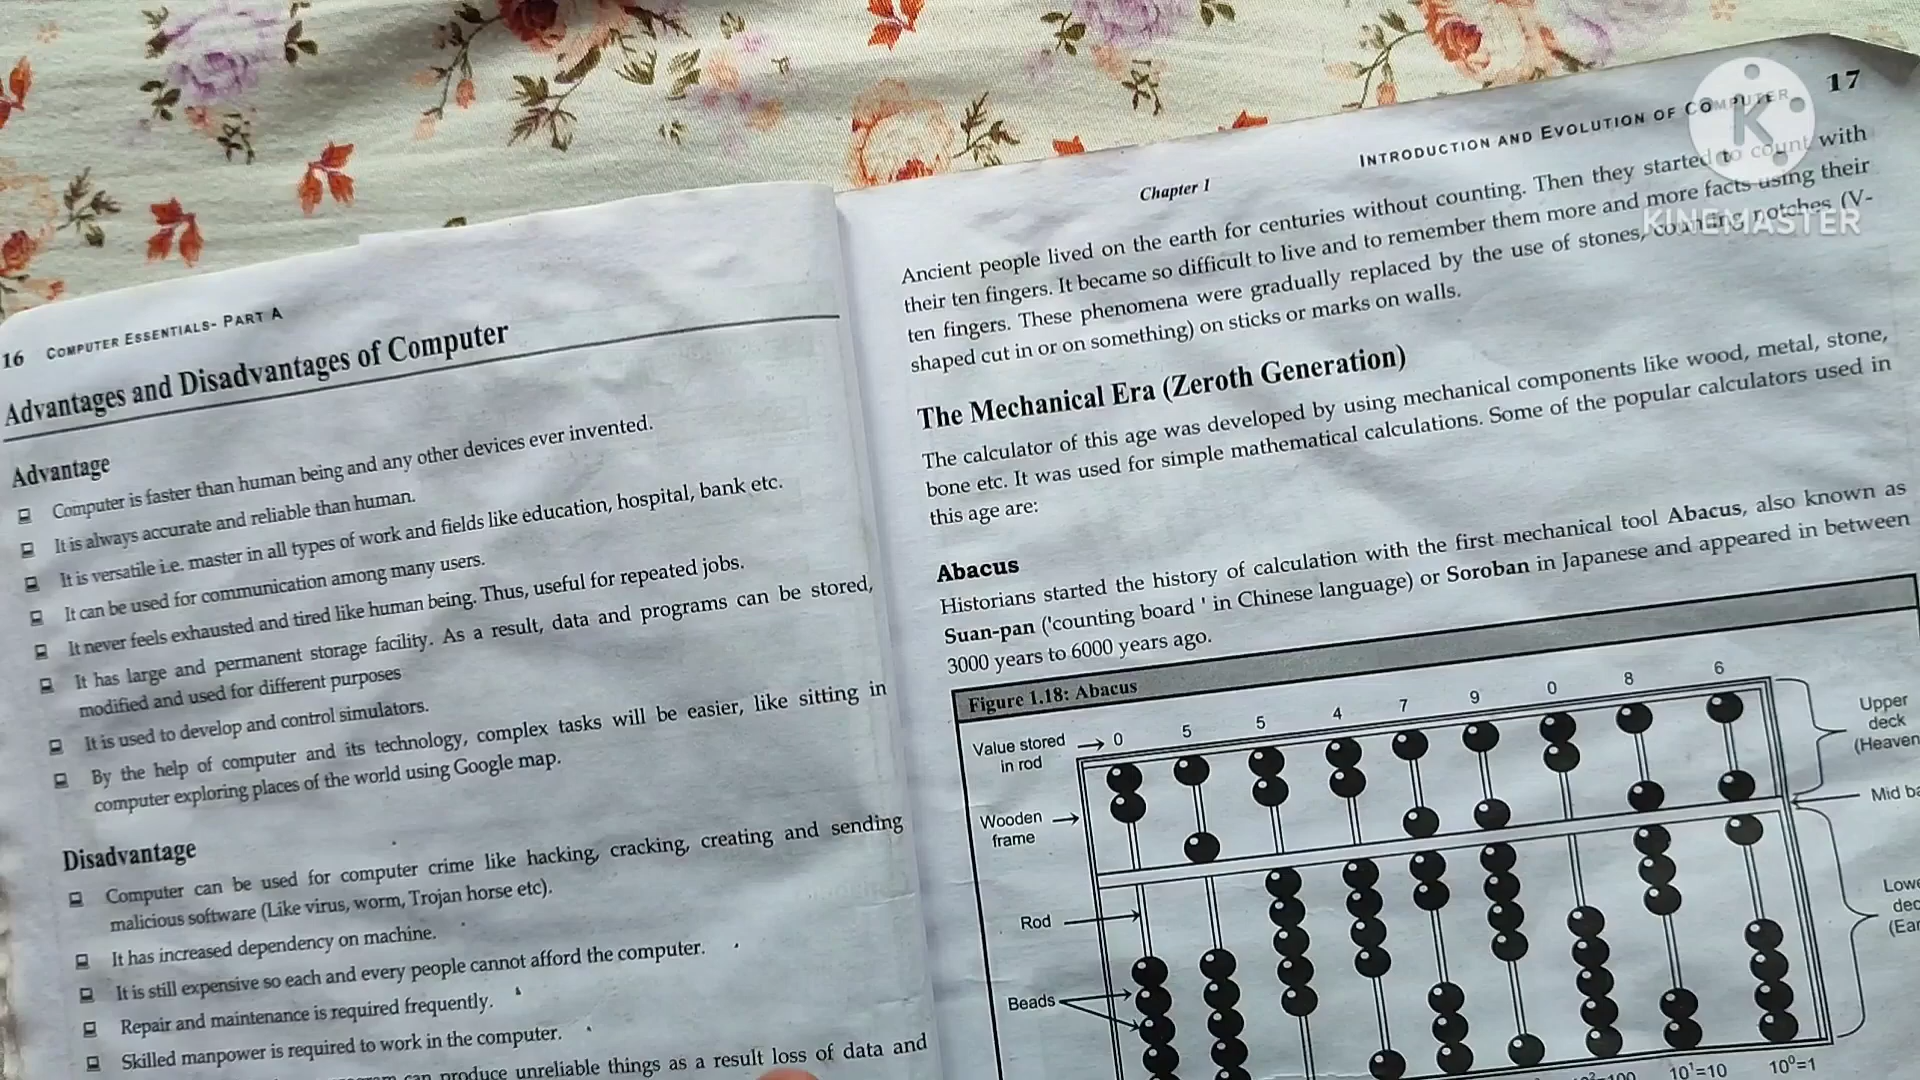 16 COMPUTER ESSENTIALS- PART A
Advantages and Disadvantages of Computer
Advantage
Computer is faster than human being and any other devices ever invented.
It is always accurate and reliable than human.
It is versatile i.e. master in all types of work and fields like education, hospital, bank etc.
It can be used for communication among many users.
It never feels exhausted and tired like human being. Thus, useful for repeated jobs.
It has large and permanent storage facility. As a result, data and programs can be stored,
modified and used for different purposes
It is used to develop and control simulators.
By the help of computer and its technology, complex tasks will be easier, like sitting in
computer exploring places of the world using Google map.
Disadvantage
Computer can be used for computer crime like hacking, cracking, creating and sending
malicious software (Like virus, worm, Trojan horse etc).
It has increased dependency on machine.
It is still expensive so each and every people cannot afford the computer.
Repair and maintenance is required frequently.
Skilled manpower is required to work in the computer.
can produce unreliable things as a result loss of data and
Chapter 1 INTRODUCTION AND EVOLUTION OF COMPUTER 17
Ancient people lived on the earth for centuries without counting. Then they started to count with
their ten fingers. It became so difficult to live and to remember them more and more facts using their
ten fingers. These phenomena were gradually replaced by the use of stones, counting notches (V-
shaped cut in or on something) on sticks or marks on walls.
The Mechanical Era (Zeroth Generation)
The calculator of this age was developed by using mechanical components like wood, metal, stone,
bone etc. It was used for simple mathematical calculations. Some of the popular calculators used in
this age are:
Abacus
Historians started the history of calculation with the first mechanical tool Abacus, also known as
Suan-pan ('counting board ' in Chinese language) or Soroban in Japanese and appeared in between
3000 years to 6000 years ago.
Figure 1.18: Abacus
Value stored in rod 0 5 5 4 7 9 0 8 6
Upper
deck
(Heaven
Wooden
frame
Mid ba
Rod
Lowe
dec
(Ear
Beads
10¹=10 10⁰=1
K
KINEMASTER